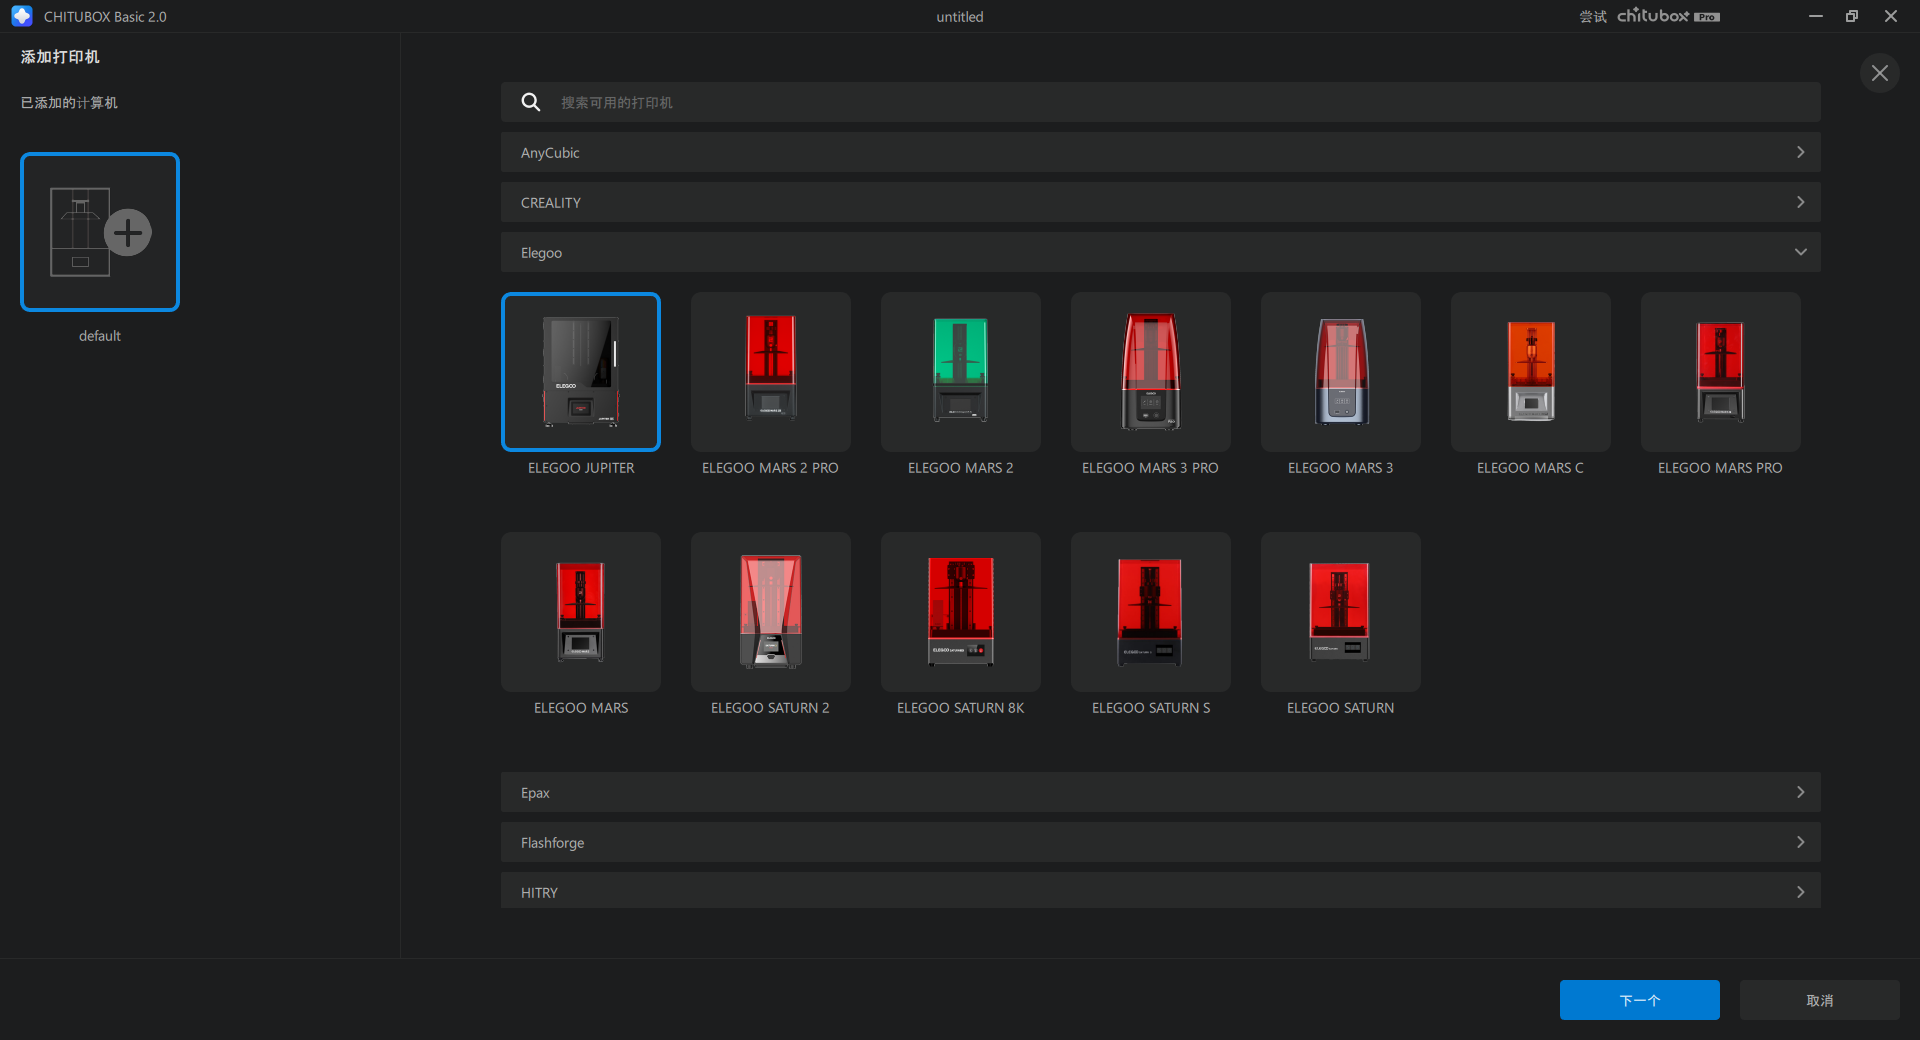 CHITUBOX Basic 2.0
untitled
尝试 chitubox Pro
添加打印机
已添加的计算机
default
搜索可用的打印机
AnyCubic
CREALITY
Elegoo
ELEGOO JUPITER
ELEGOO MARS 2 PRO
ELEGOO MARS 2
ELEGOO MARS 3 PRO
ELEGOO MARS 3
ELEGOO MARS C
ELEGOO MARS PRO
ELEGOO MARS
ELEGOO SATURN 2
ELEGOO SATURN 8K
ELEGOO SATURN S
ELEGOO SATURN
Epax
Flashforge
HITRY
下一个
取消